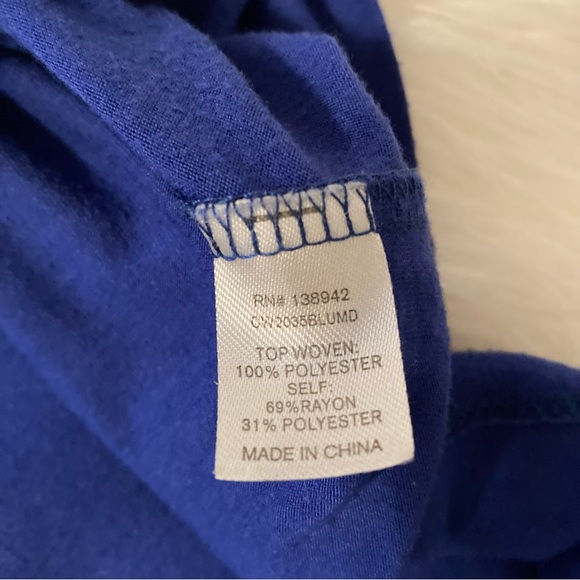 RN# 138942
CW2035BLUMD
TOP WOVEN:
100% POLYESTER
SELF:
69%RAYON
31% POLYESTER
MADE IN CHINA